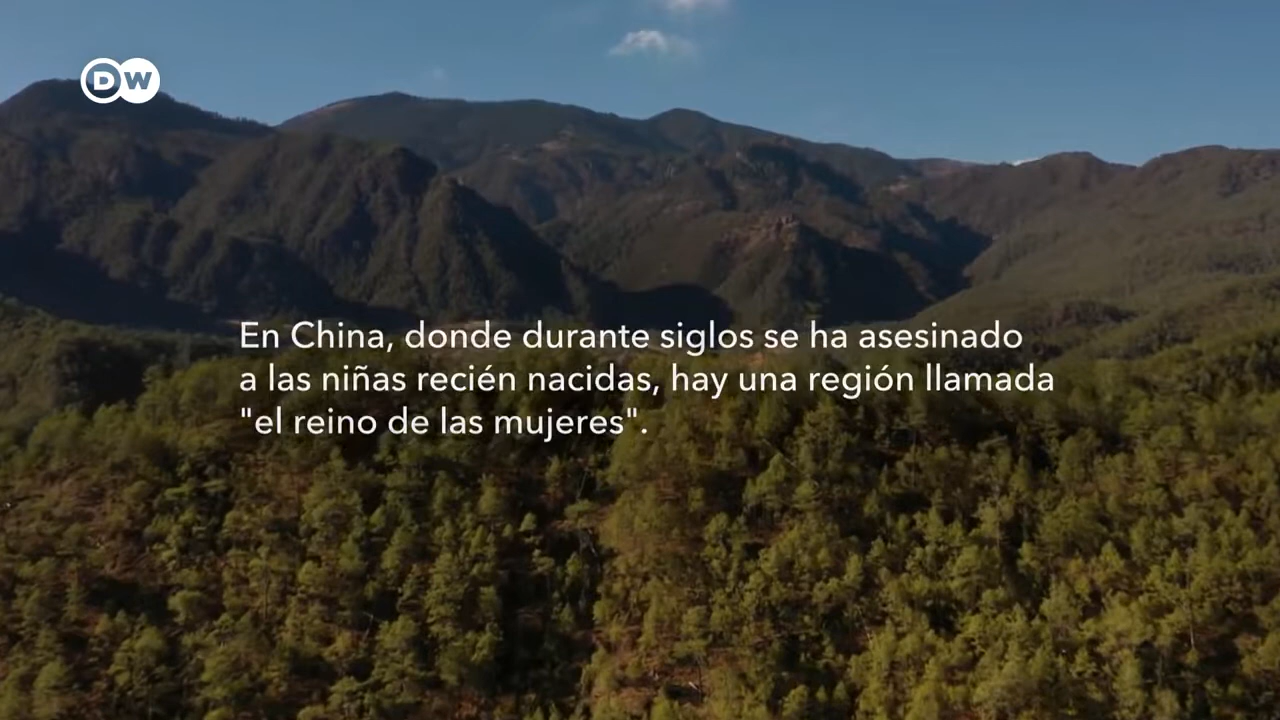 DW
En China, donde durante siglos se ha asesinado
a las niñas recién nacidas, hay una región llamada
"el reino de las mujeres".